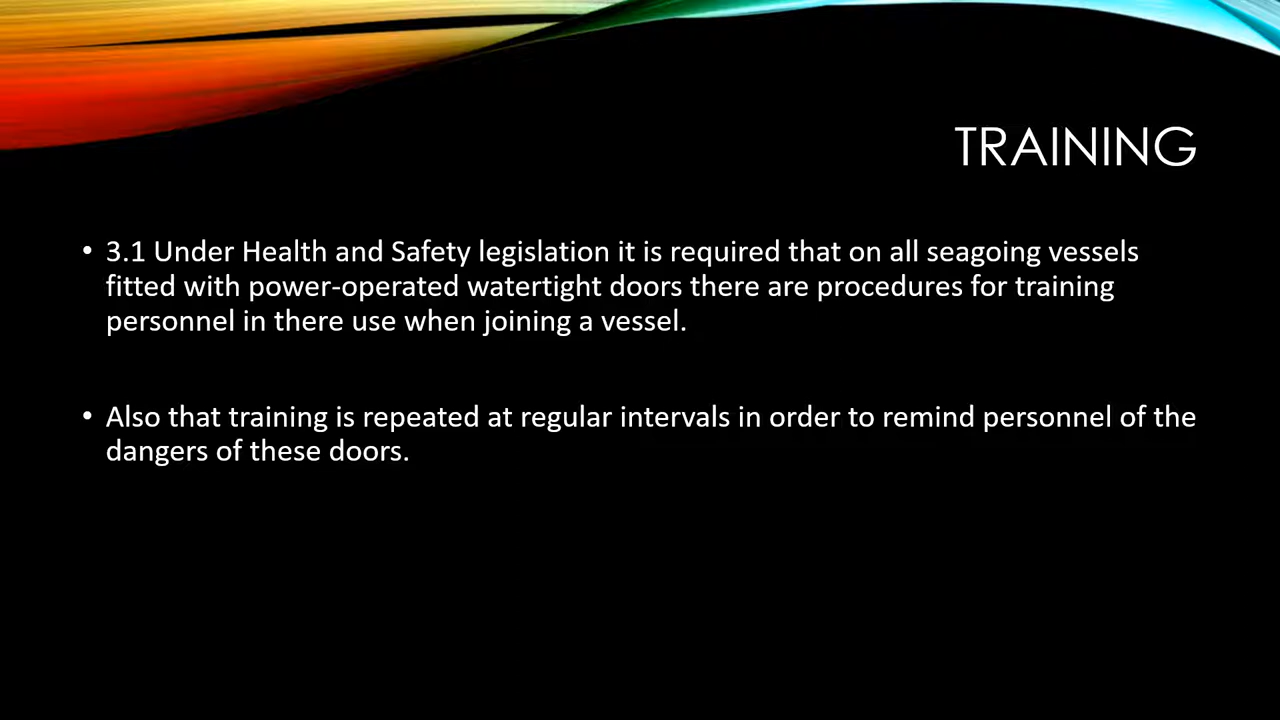 TRAINING
• 3.1 Under Health and Safety legislation it is required that on all seagoing vessels
fitted with power-operated watertight doors there are procedures for training
personnel in there use when joining a vessel.
• Also that training is repeated at regular intervals in order to remind personnel of the
dangers of these doors.